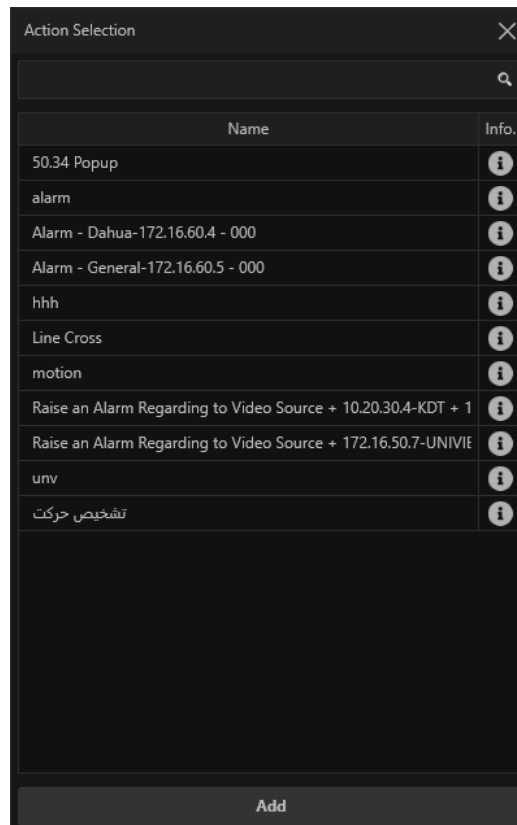 Action Selection
Name Info.
50.34 Popup
alarm
Alarm - Dahua-172.16.60.4 - 000
Alarm - General-172.16.60.5 - 000
hhh
Line Cross
motion
Raise an Alarm Regarding to Video Source + 10.20.30.4-KDT + 1
Raise an Alarm Regarding to Video Source + 172.16.50.7-UNIVIE
unv
تشخیص حرکت
Add